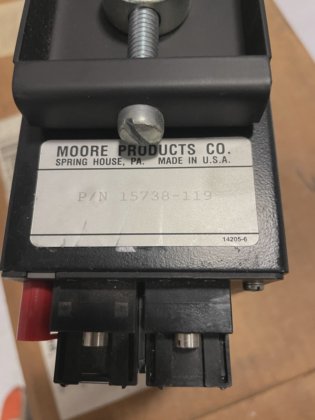 MOORE PRODUCTS CO.
SPRING HOUSE, PA. MADE IN U.S.A.
P/N 15738-119
14205-6